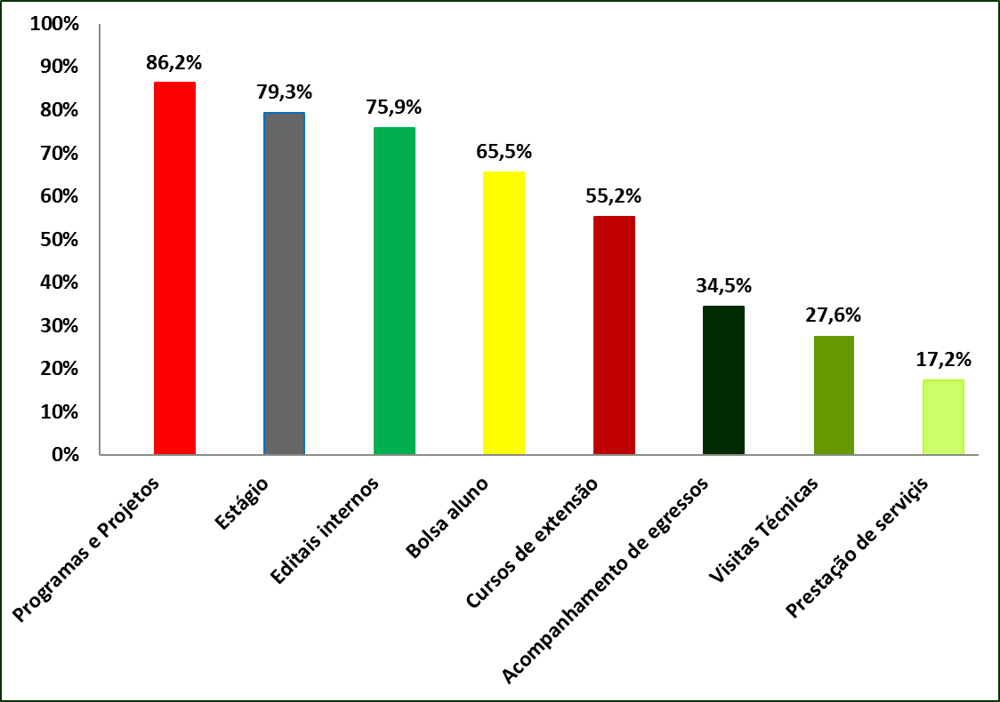 100%
90%
80%
70%
60%
50%
40%
30%
20%
10%
0%
86,2%
79,3%
75,9%
65,5%
55,2%
34,5%
27,6%
17,2%
Programas e Projetos
Estágio
Editais internos
Bolsa aluno
Cursos de extensão
Acompanhamento de egressos
Visitas Técnicas
Prestação de serviçis